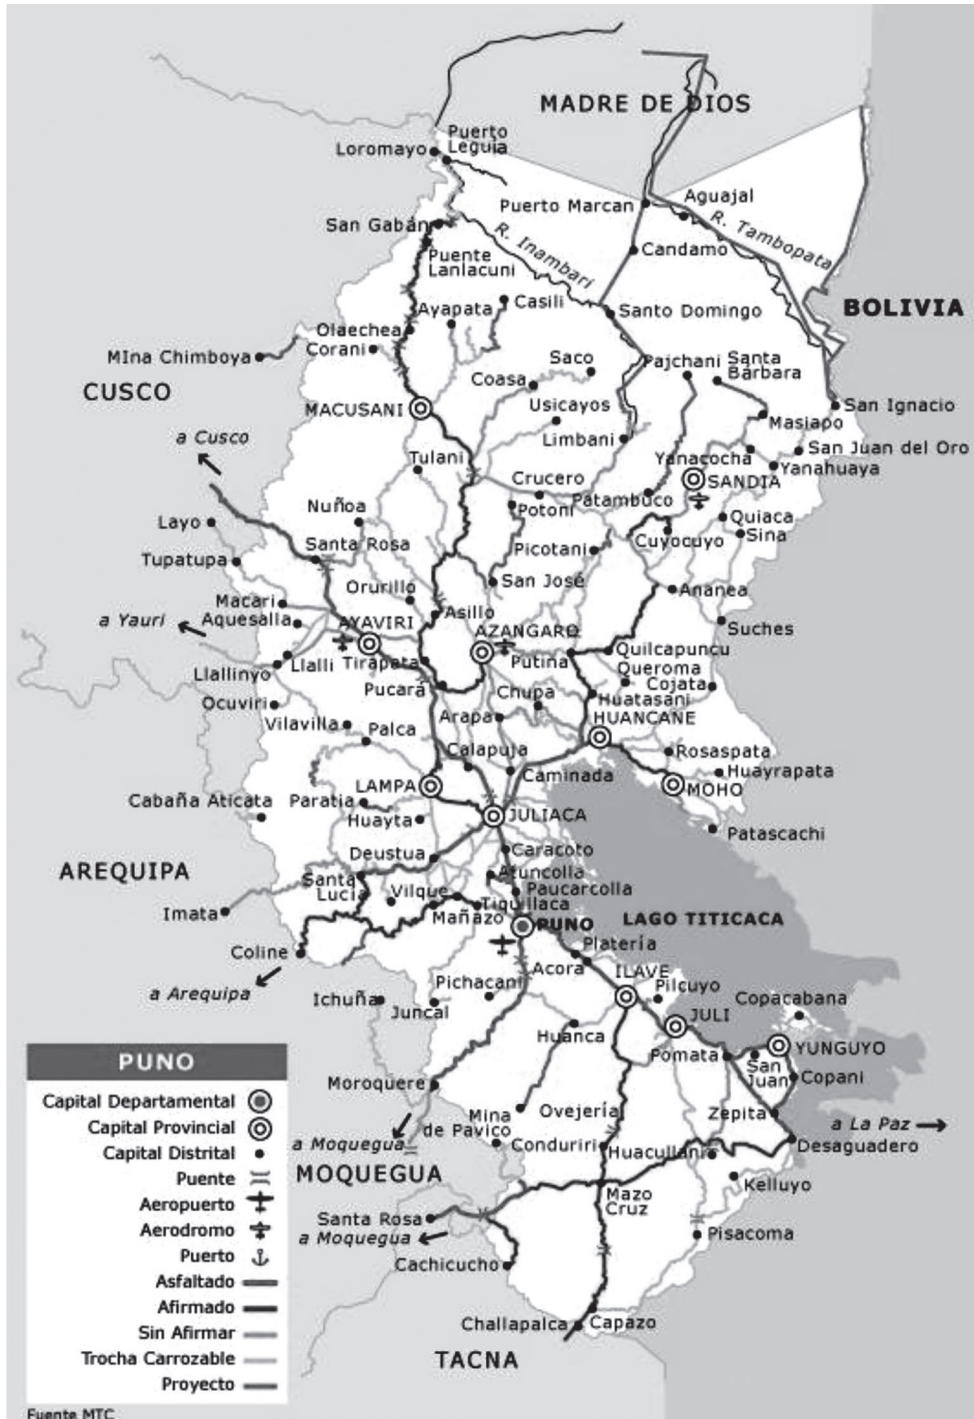 MADRE DE DIOS
Puerto
Leguía
Loromayo
Puerto Marcan
Aguajal
R. Tambopata
San Gabán
R. Inambari
Candamo
Puente
Lanlacuni
Casili
Ayapata
Santo Domingo
BOLIVIA
Olaechea
Corani
MIna Chimboya
Saco
Pajchani
Santa
Bárbara
CUSCO
Coasa
MACUSANI
Usicayos
San Ignacio
Masiapo
a Cusco
Limbani
San Juan del Oro
Tulani
Yanacocha
Yanahuaya
Crucero
SANDIA
Patambuco
Nuñoa
Potoni
Layo
Quiaca
Cuyocuyo
Sina
Santa Rosa
Picotani
Tupatupa
San José
Orurillo
Ananea
Macari
Asillo
Aquesalla
a Yauri
AYAVIRI
AZANGARO
Suches
Tirapata
Putina
Quilcapuncu
Llalli
Llallinyo
Queroma
Pucará
Chupa
Cojata
Huatasani
Ocuviri
Arapa
HUANCANE
Vilavilla
Palca
Calapuja
Rosaspata
Caminada
Huayrapata
LAMPA
MOHO
Cabaña Aticata
Paratia
Huayta
JULIACA
Patascachi
Deustua
Caracoto
AREQUIPA
Atuncolla
Santa
Lucia
Vilque
Paucarcolla
Tiquillaca
Imata
Mañazo
PUNO
LAGO TITICACA
Coline
Platería
Acora
ILAVE
a Arequipa
Ichuña
Pichacani
Pilcuyo
Juncal
Copacabana
JULI
Huanca
PUNO
YUNGUYO
Pomata
San
Juan
Copani
Moroquere
Capital Departamental
Mina
de Pavico
Ovejería
Zepita
Capital Provincial
a La Paz
a Moquegua
Conduriri
Huacullani
Desaguadero
Capital Distrital
MOQUEGUA
Puente
Kelluyo
Mazo
Cruz
Aeropuerto
Santa Rosa
Pisacoma
Aerodromo
a Moquegua
Puerto
Cachicucho
Asfaltado
Afirmado
Challapalca
Capazo
Sin Afirmar
TACNA
Trocha Carrozable
Proyecto
Fuente MTC